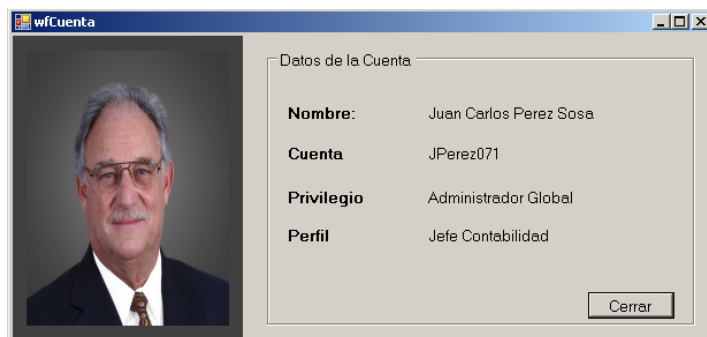 wfCuenta
Datos de la Cuenta
Nombre: Juan Carlos Perez Sosa
Cuenta JPerez071
Privilegio Administrador Global
Perfil Jefe Contabilidad
Cerrar